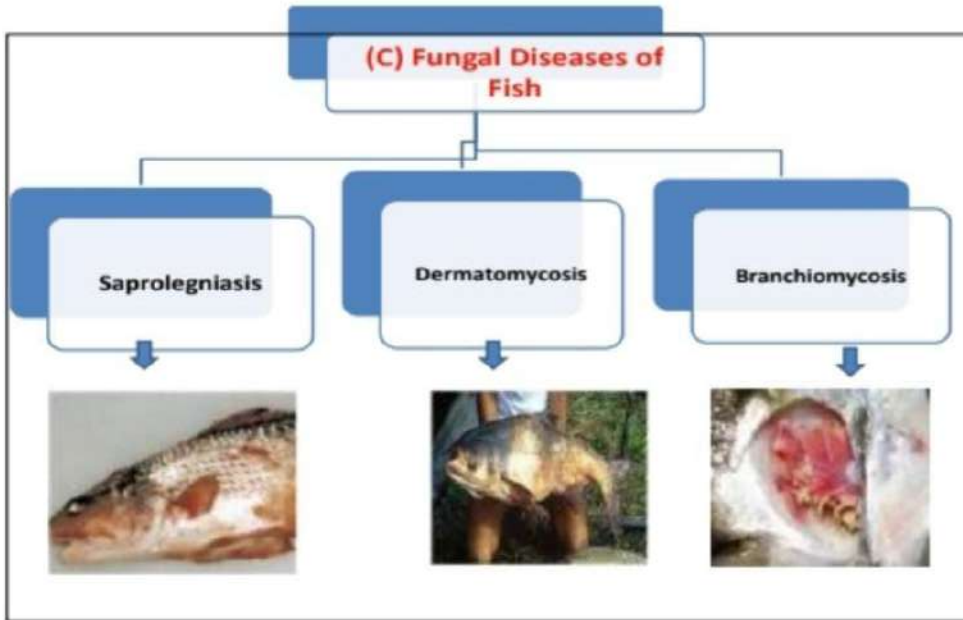 (C) Fungal Diseases of
Fish
Saprolegniasis
Dermatomycosis
Branchiomycosis